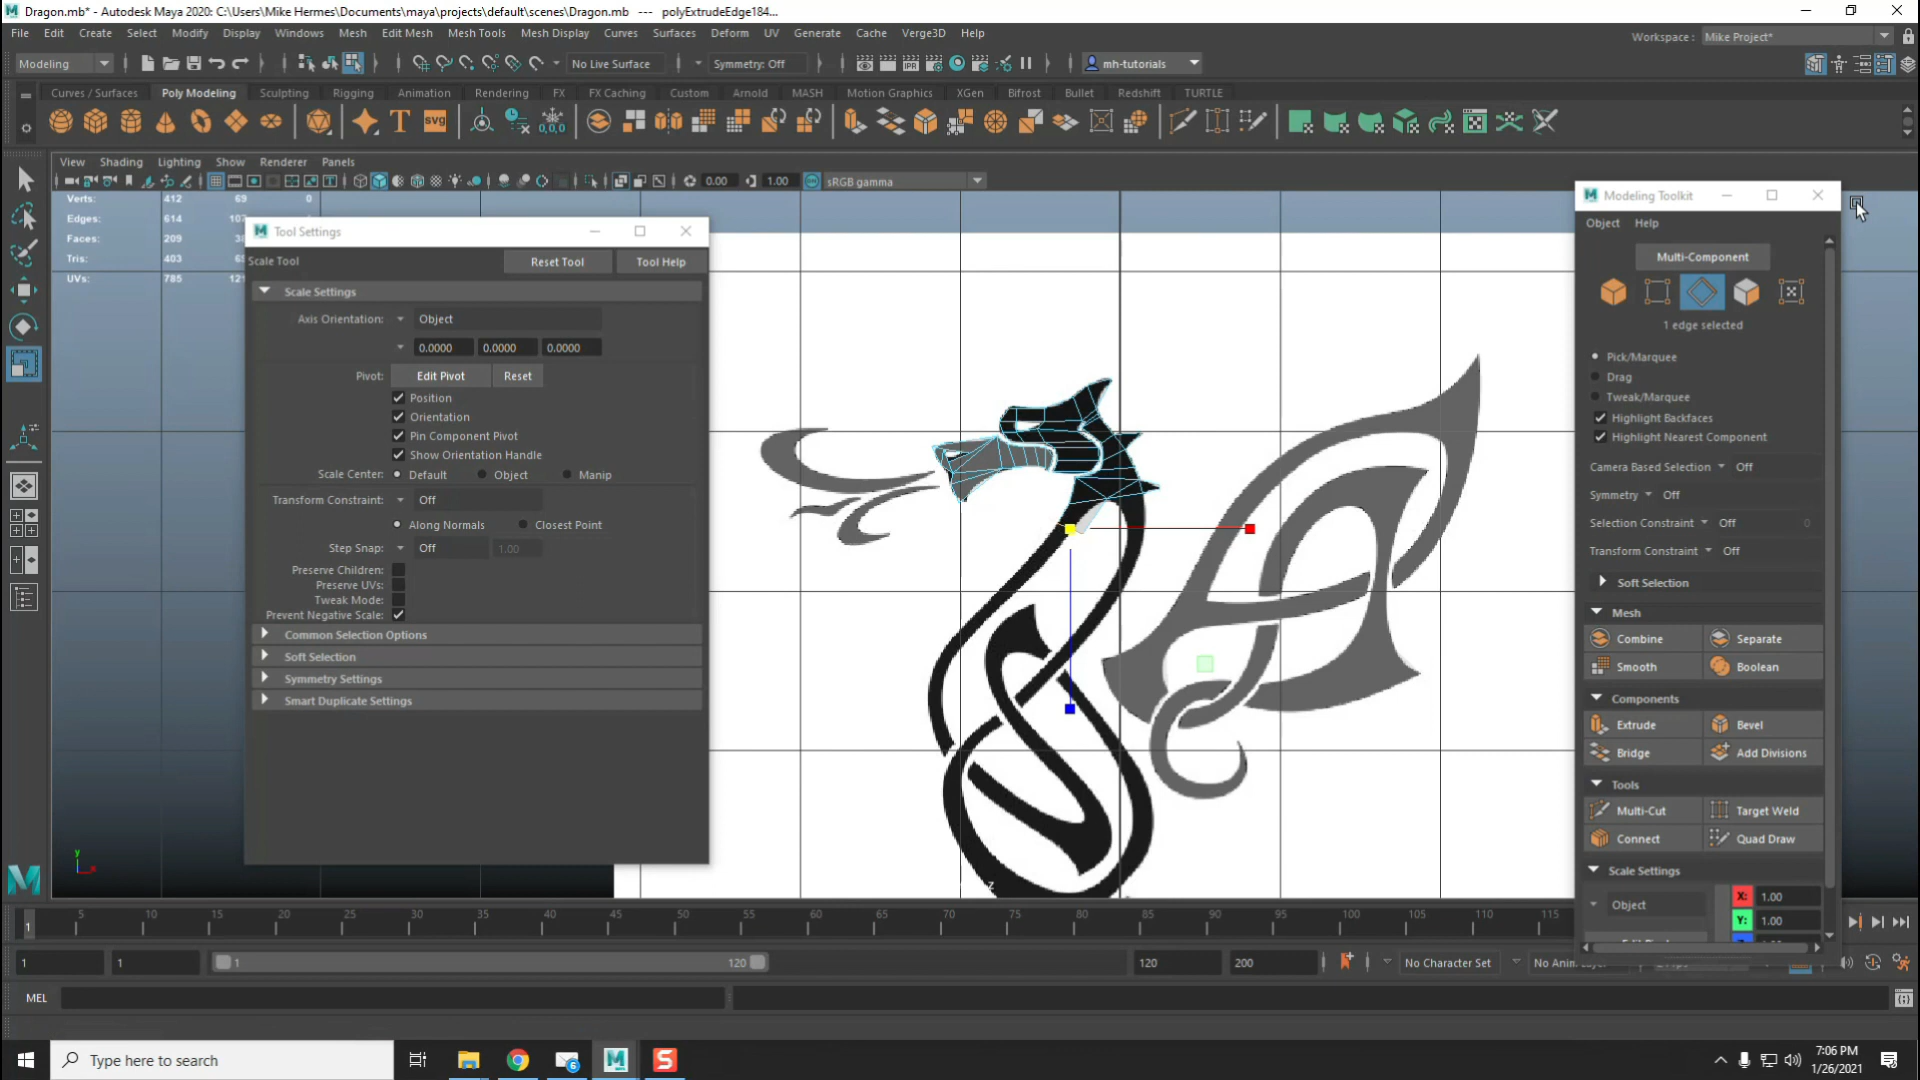 Dragon.mb* - Autodesk Maya 2020: C:\Users\Mike Hermes\Documents\maya\projects\default\scenes\Dragon.mb --- polyExtrudeEdge184...
File Edit Create Select Modify Display Windows Mesh Edit Mesh Mesh Tools Mesh Display Curves Surfaces Deform UV Generate Cache Verge3D Help
Workspace : Mike Project*
Modeling No Live Surface Symmetry: Off mh-tutorials
Curves / Surfaces Poly Modeling Sculpting Rigging Animation Rendering FX FX Caching Custom Arnold MASH Motion Graphics XGen Bifrost Bullet Redshift TURTLE
T SVG 0,0,0 IPR
View Shading Lighting Show Renderer Panels
0.00 1.00 sRGB gamma
Verts: 412 69 0
Edges: 614 107
Faces: 209
Tris: 403
UVs: 785
Tool Settings
Scale Tool Reset Tool Tool Help
Scale Settings
Axis Orientation: Object
0.0000 0.0000 0.0000
Pivot: Edit Pivot Reset
Position
Orientation
Pin Component Pivot
Show Orientation Handle
Scale Center: Default Object Manip
Transform Constraint: Off
Along Normals Closest Point
Step Snap: Off 1.00
Preserve Children:
Preserve UVs:
Tweak Mode:
Prevent Negative Scale:
Common Selection Options
Soft Selection
Symmetry Settings
Smart Duplicate Settings
Modeling Toolkit
Object Help
Multi-Component
1 edge selected
Pick/Marquee
Drag
Tweak/Marquee
Highlight Backfaces
Highlight Nearest Component
Camera Based Selection Off
Symmetry Off
Selection Constraint Off 0
Transform Constraint Off
Soft Selection
Mesh
Combine Separate
Smooth Boolean
Components
Extrude Bevel
Bridge Add Divisions
Tools
Multi-Cut Target Weld
Connect Quad Draw
Scale Settings
Object X: 1.00
Y: 1.00
y x
z
1 5 10 15 20 25 30 35 40 45 50 55 60 65 70 75 80 85 90 95 100 105 110 115
1 1 1 120 120 200 No Character Set No Anim
MEL
Type here to search
7:06 PM
1/26/2021